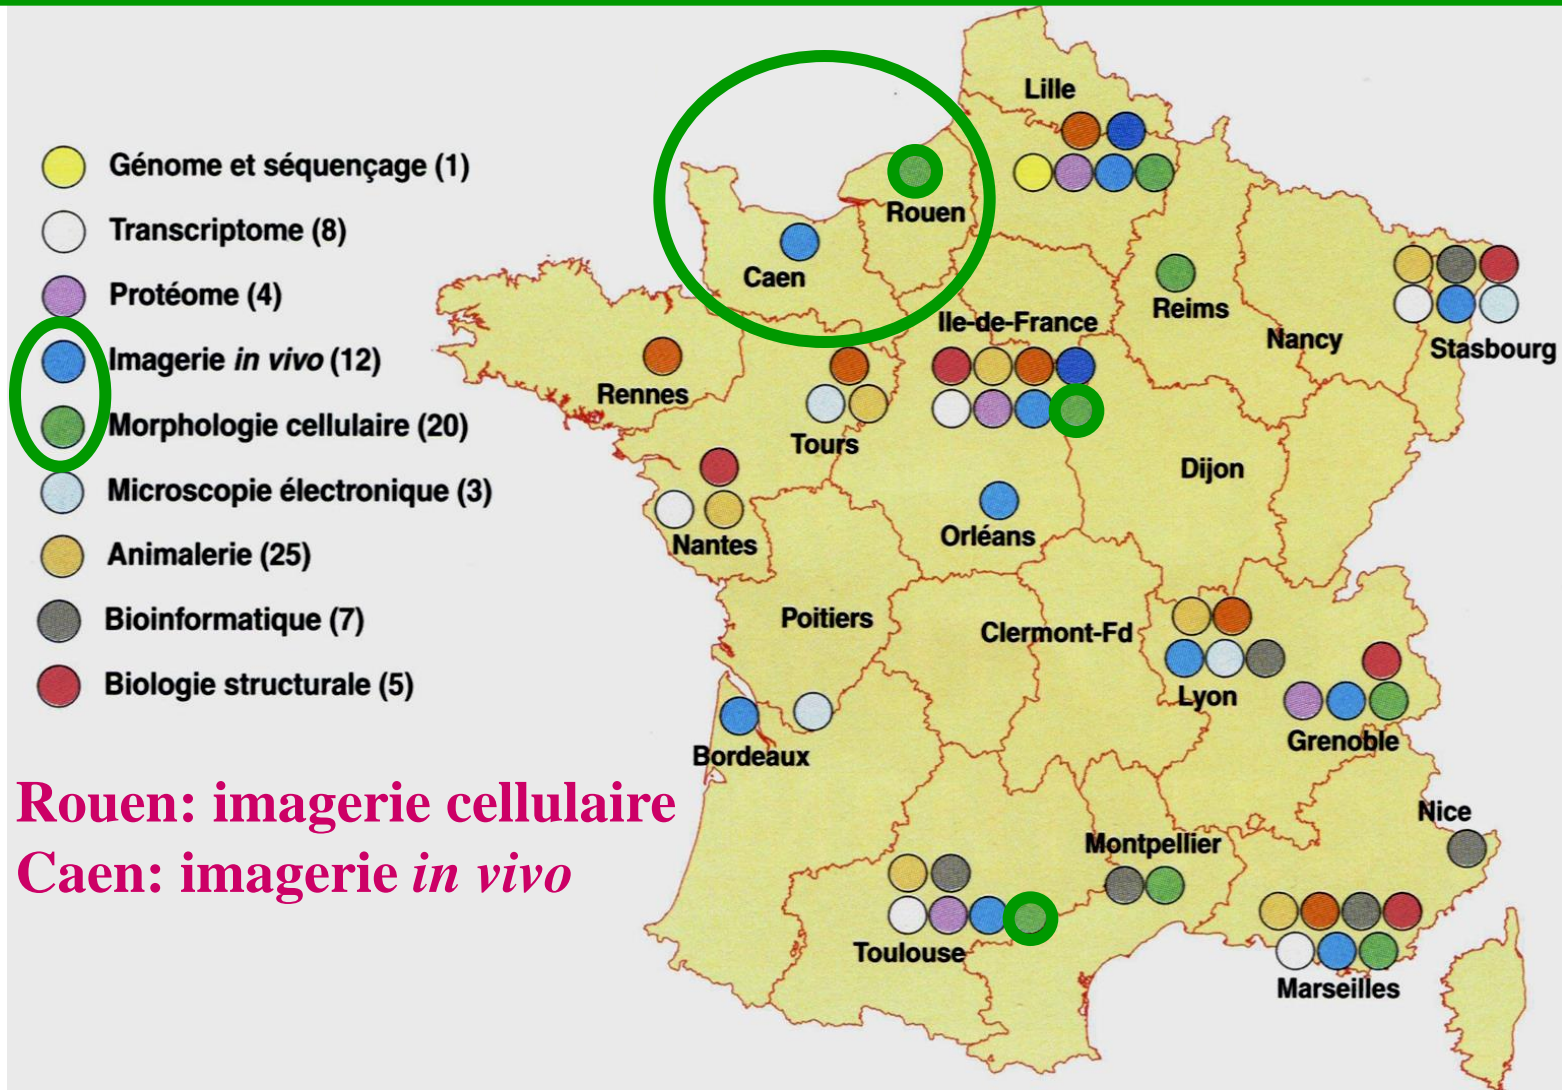 Génome et séquençage (1)
Transcriptome (8)
Protéome (4)
Imagerie in vivo (12)
Morphologie cellulaire (20)
Microscopie électronique (3)
Animalerie (25)
Bioinformatique (7)
Biologie structurale (5)
Rouen: imagerie cellulaire
Caen: imagerie in vivo
Lille
Rouen
Caen
Reims
Ile-de-France
Nancy
Stasbourg
Rennes
Tours
Dijon
Orléans
Nantes
Poitiers
Clermont-Fd
Lyon
Grenoble
Bordeaux
Nice
Montpellier
Toulouse
Marseilles